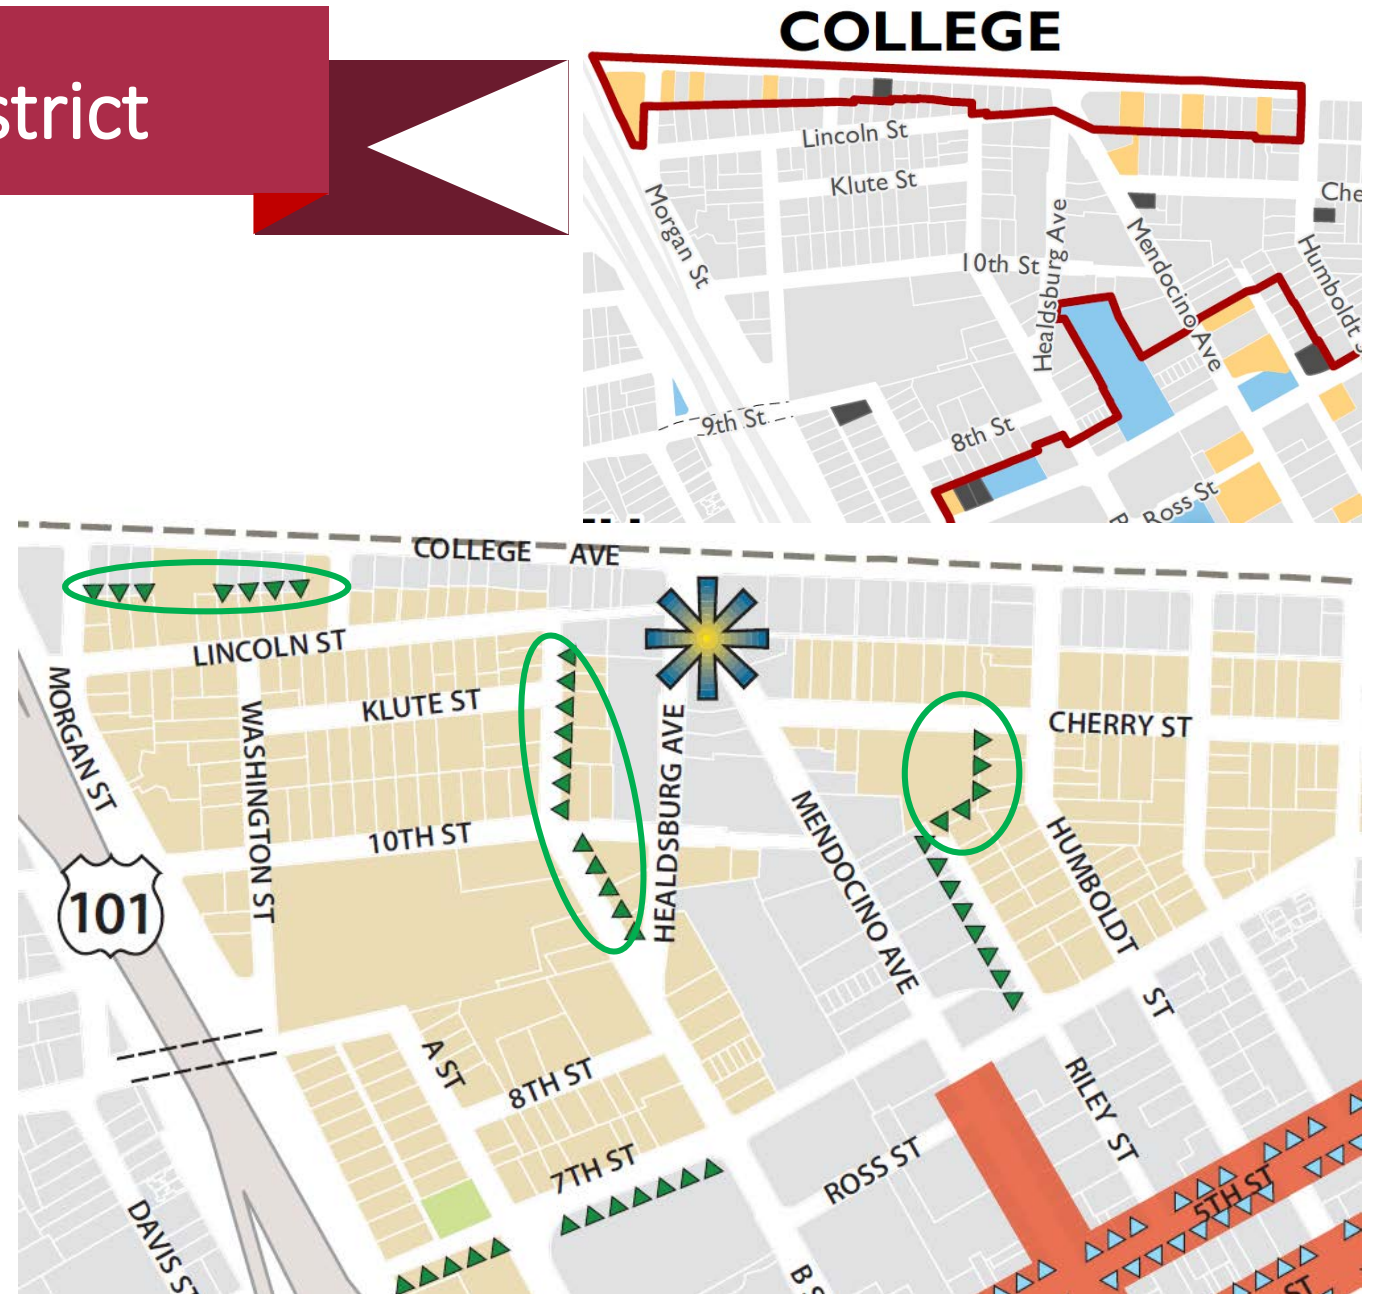 strict
COLLEGE
Lincoln St
Klute St
Morgan St
Che
10th St
Healdsburg Ave
Mendocino Ave
Humboldt
9th St
8th St
Ross St
COLLEGE AVE
LINCOLN ST
MORGAN ST
KLUTE ST
WASHINGTON ST
CHERRY ST
10TH ST
HEALDSBURG AVE
MENDOCINO AVE
HUMBOLDT ST
101
A ST
8TH ST
7TH ST
ROSS ST
RILEY ST
5TH ST
DAVIS ST
B S
ST